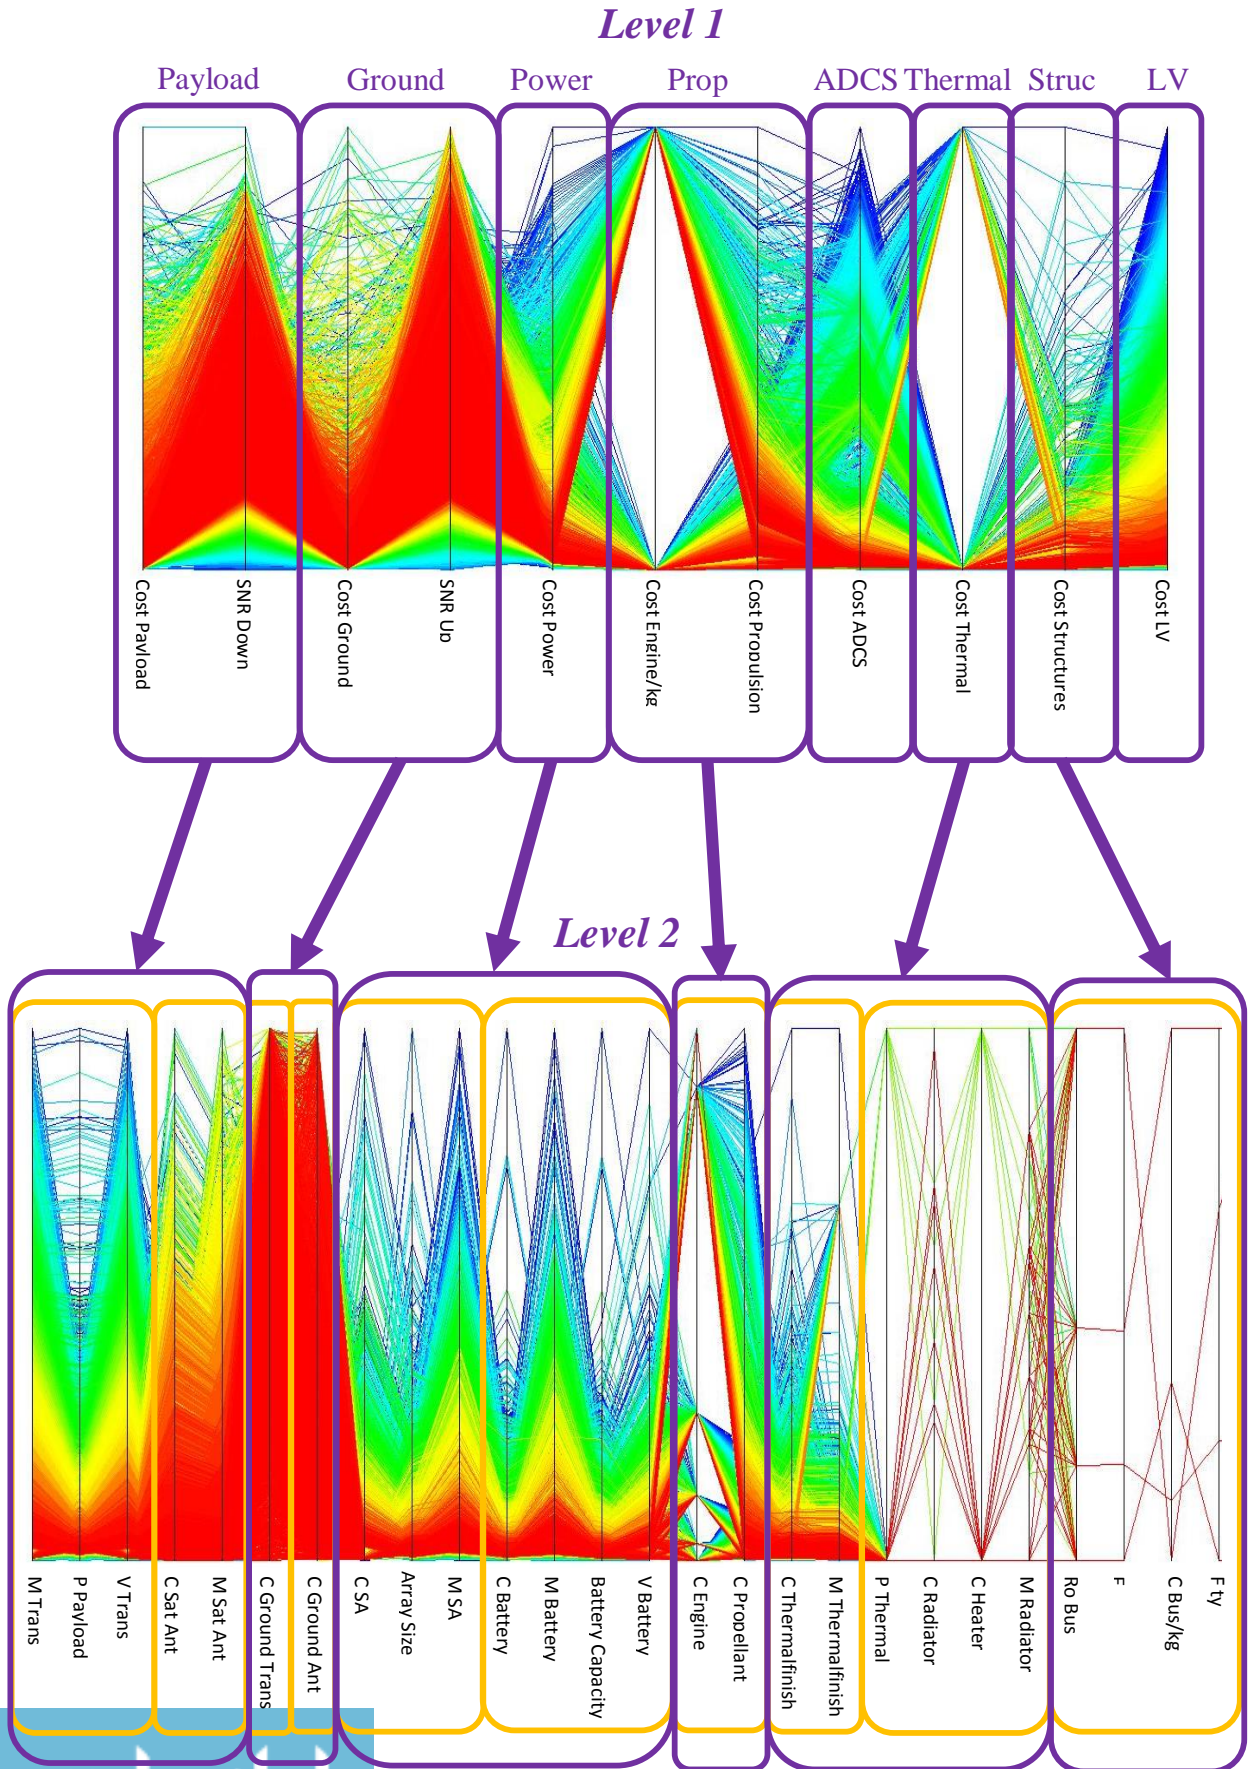 Level 1
Payload Ground Power Prop ADCS Thermal Struc LV
Cost Payload
SNR Down
Cost Ground
SNR Up
Cost Power
Cost Engine/kg
Cost Propulsion
Cost ADCS
Cost Thermal
Cost Structures
Cost LV
Level 2
M Trans
P Payload
V Trans
C Sat Ant
M Sat Ant
C Ground Trans
C Ground Ant
C SA
Array Size
M SA
C Battery
M Battery
Battery Capacity
V Battery
C Engine
C Propellant
C Thermalfinish
M Thermalfinish
P Thermal
C Radiator
C Heater
M Radiator
Ro Bus
F
C Bus/kg
F ty